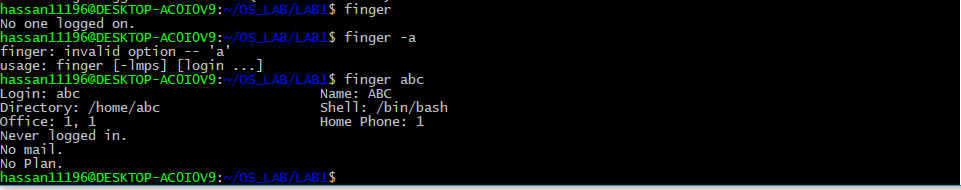 hassan11196@DESKTOP-AC0I0V9:~/OS_LAB/LAB1$ finger
No one logged on.
hassan11196@DESKTOP-AC0I0V9:~/OS_LAB/LAB1$ finger -a
finger: invalid option -- 'a'
usage: finger [-lmps] [login ...]
hassan11196@DESKTOP-AC0I0V9:~/OS_LAB/LAB1$ finger abc
Login: abc                              Name: ABC
Directory: /home/abc                    Shell: /bin/bash
Office: 1, 1                            Home Phone: 1
Never logged in.
No mail.
No Plan.
hassan11196@DESKTOP-AC0I0V9:~/OS_LAB/LAB1$